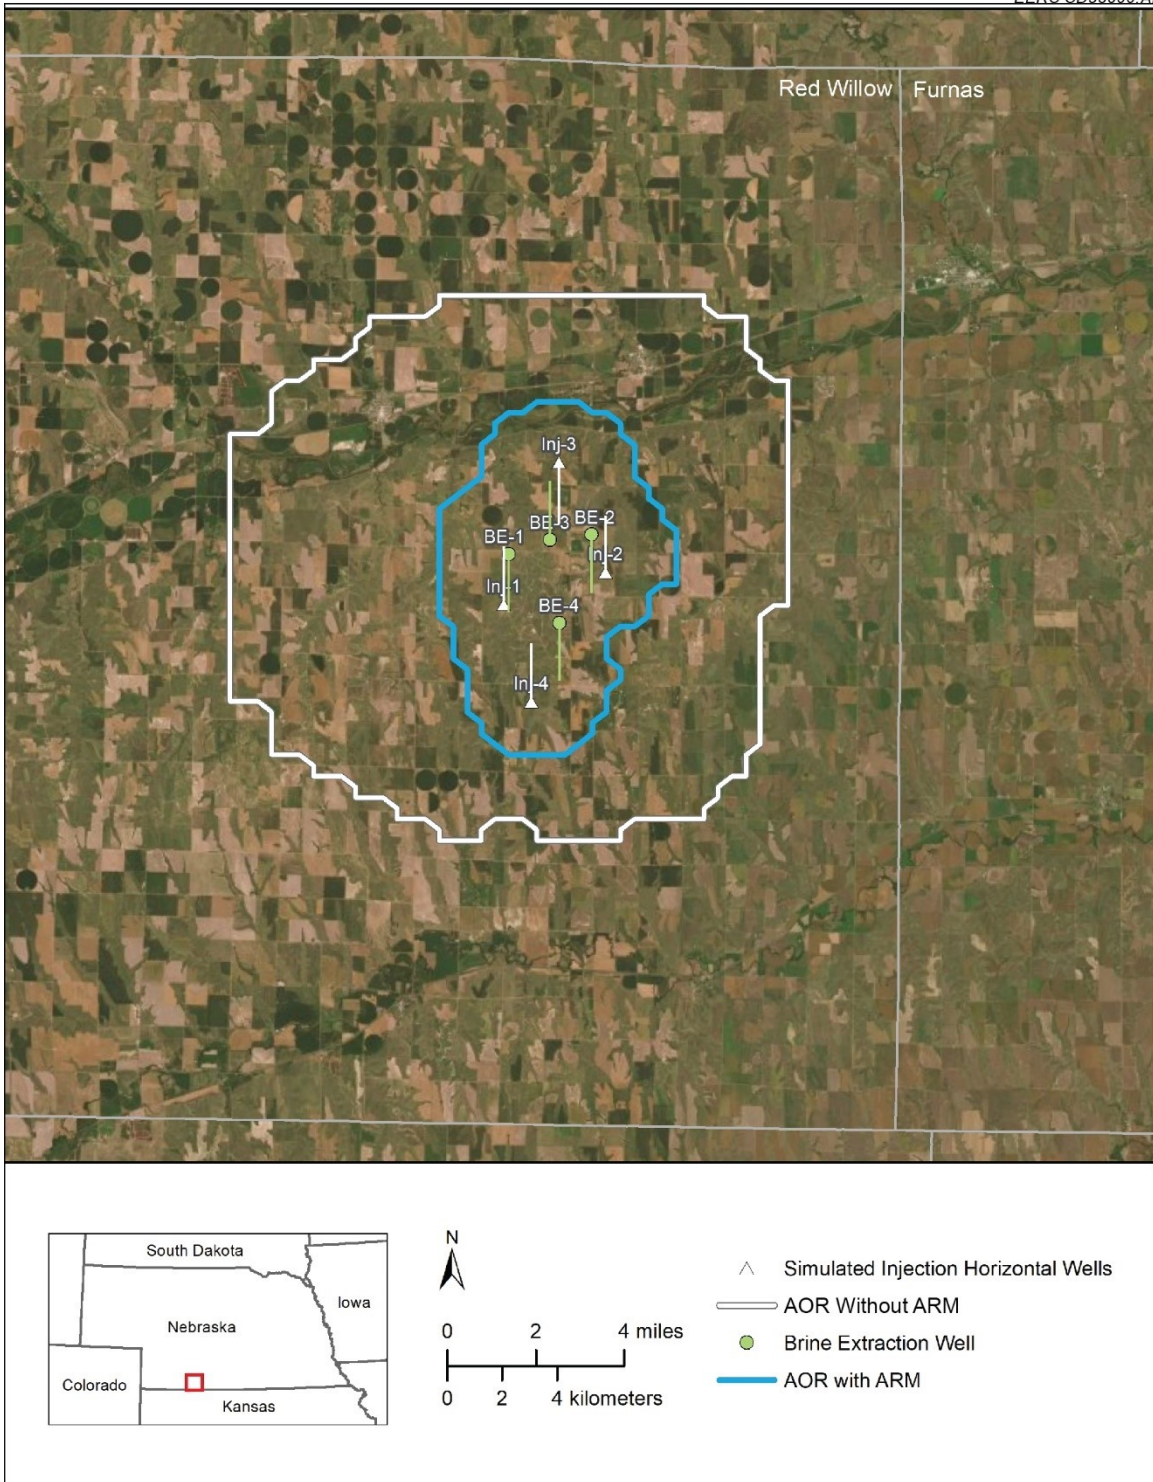 Red Willow Furnas
Inj-3
BE-3 BE-2
BE-1
Inj-2
Inj-1
BE-4
Inj-4
South Dakota
Iowa
Nebraska
Colorado
Kansas
N
0 2 4 miles
0 2 4 kilometers
Simulated Injection Horizontal Wells
AOR Without ARM
Brine Extraction Well
AOR with ARM